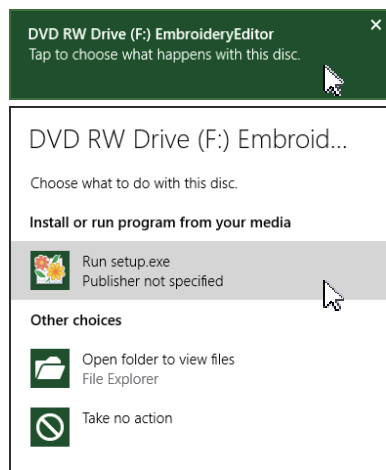 DVD RW Drive (F:) EmbroideryEditor
Tap to choose what happens with this disc.
DVD RW Drive (F:) Embroid...
Choose what to do with this disc.
Install or run program from your media
Run setup.exe
Publisher not specified
Other choices
Open folder to view files
File Explorer
Take no action